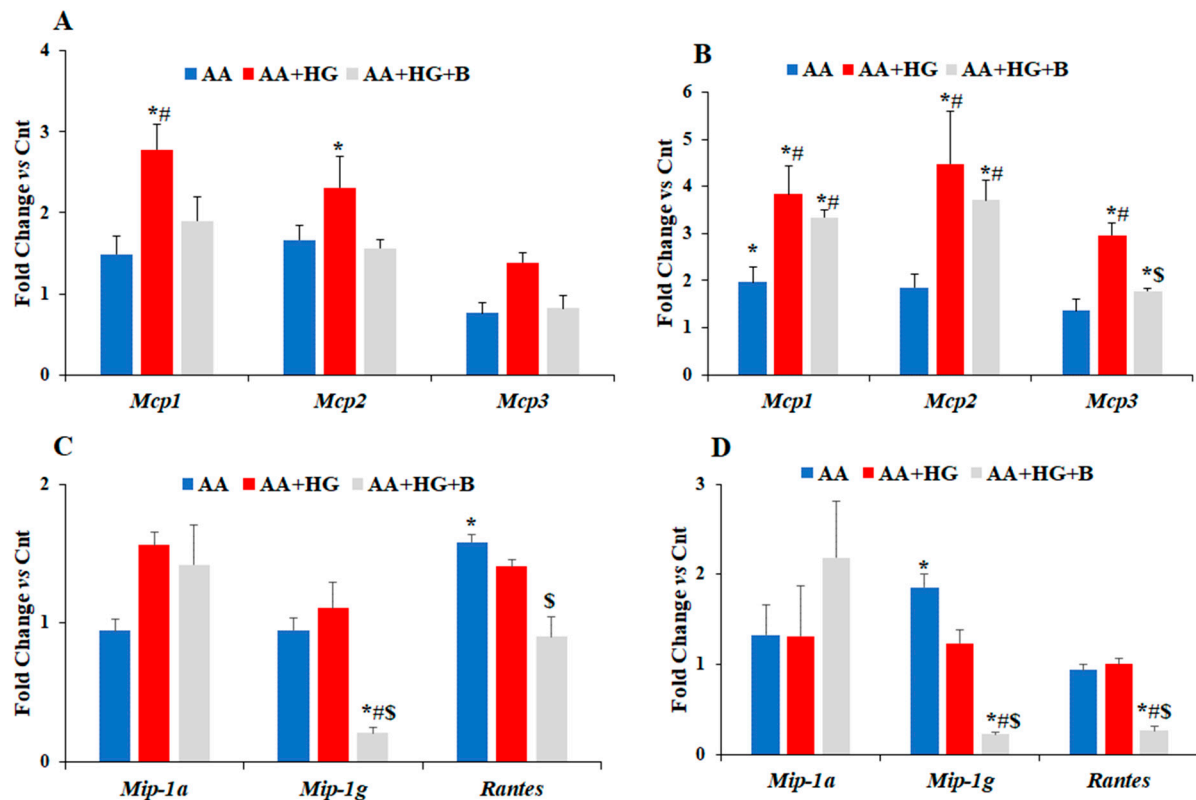 A
AA AA+HG AA+HG+B
Fold Change vs Cnt
4
3
2
1
0
*#
*
Mcp1 Mcp2 Mcp3
B
AA AA+HG AA+HG+B
Fold Change vs Cnt
6
5
4
3
2
1
0
*
*#
*#
*#
*#
*#
*$
Mcp1 Mcp2 Mcp3
C
AA AA+HG AA+HG+B
Fold Change vs Cnt
2
1
0
*#$
*
$
Mip-1a Mip-1g Rantes
D
AA AA+HG AA+HG+B
Fold Change vs Cnt
3
2
1
0
*
*#$
*#$
Mip-1a Mip-1g Rantes